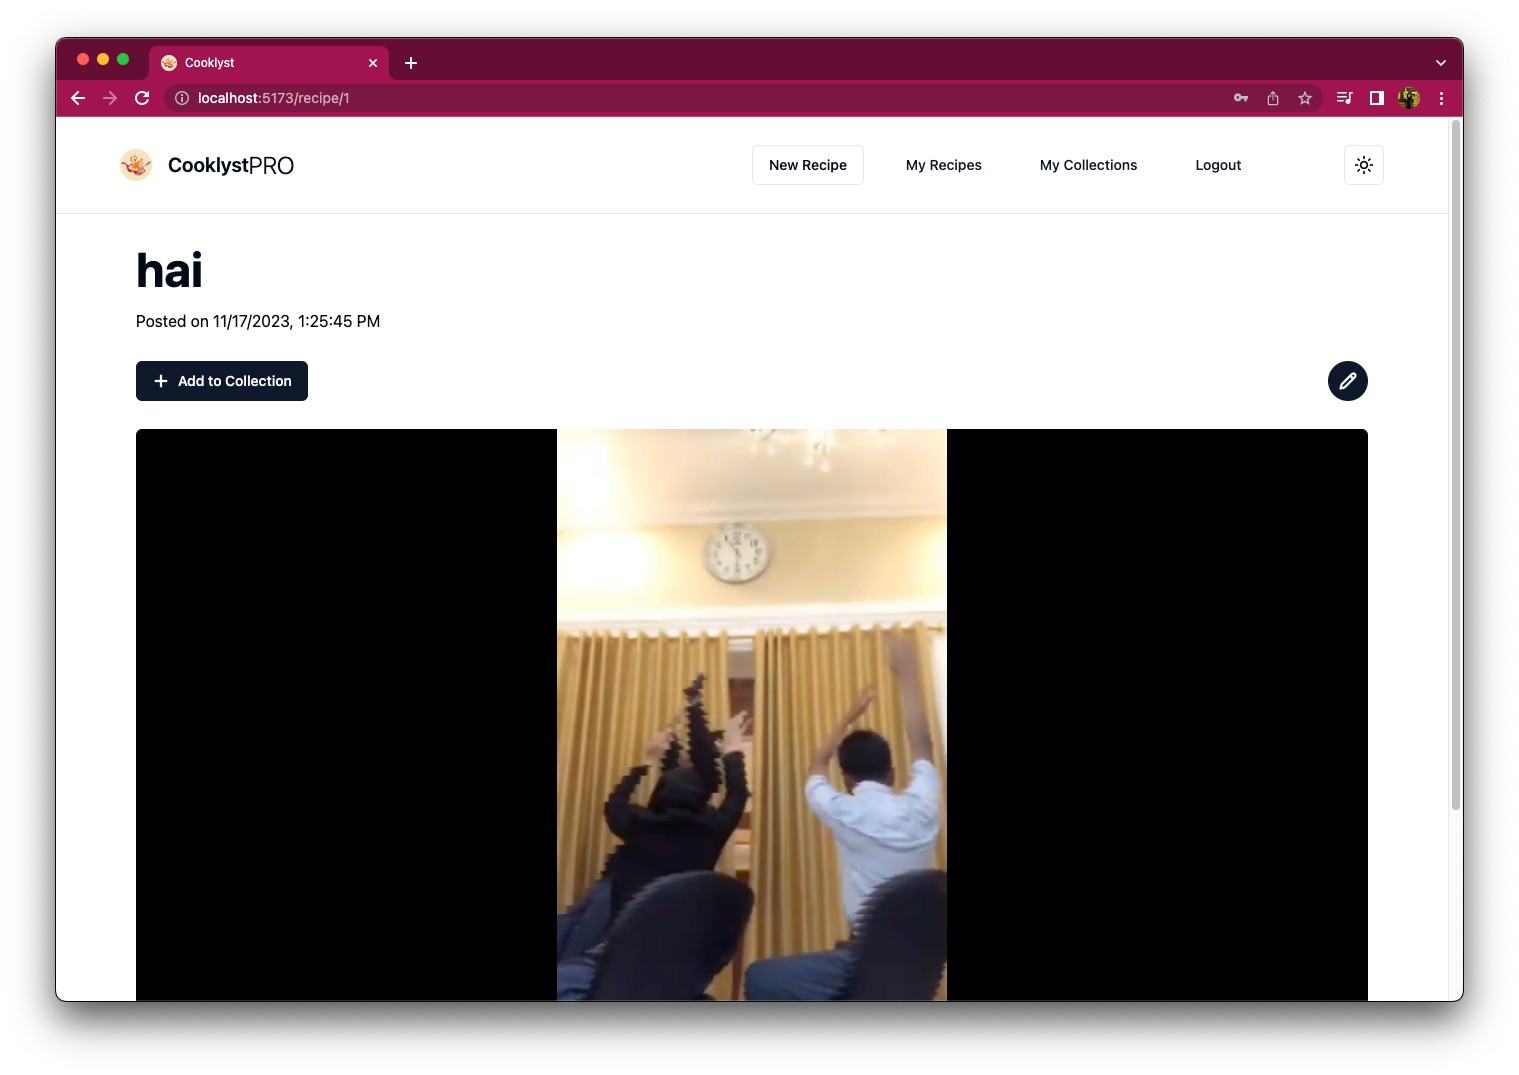 Cooklyst
localhost:5173/recipe/1
CooklystPRO
New Recipe
My Recipes
My Collections
Logout
hai
Posted on 11/17/2023, 1:25:45 PM
Add to Collection